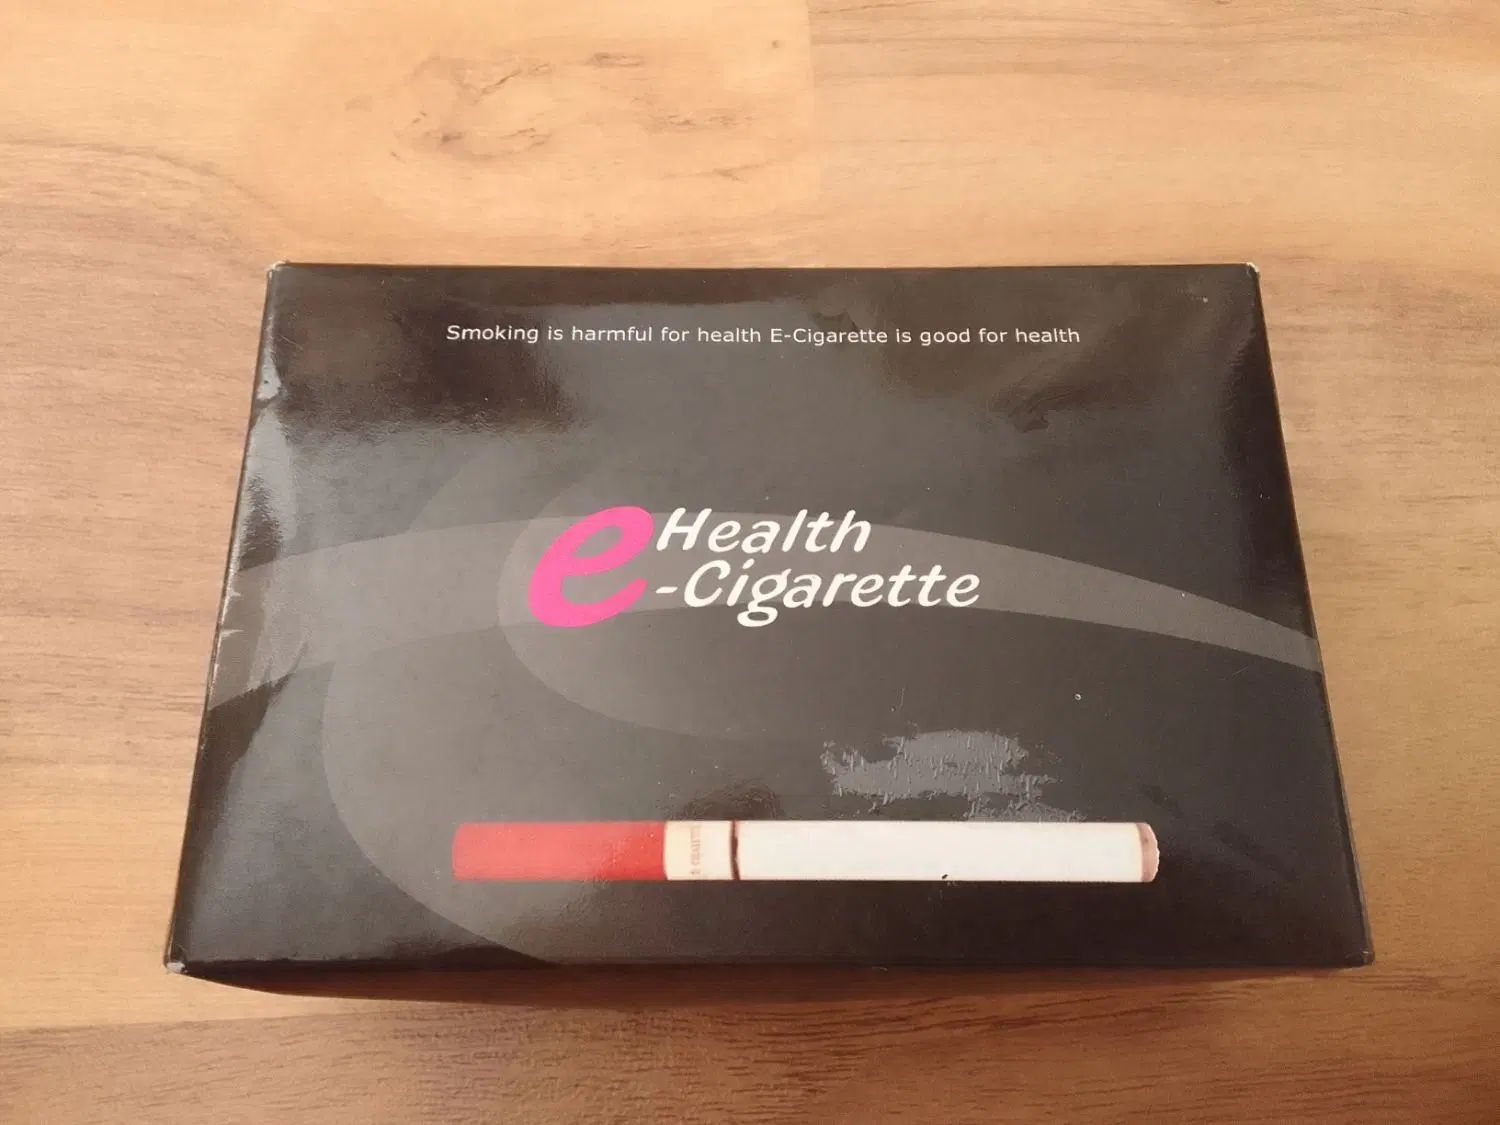 Smoking is harmful for health E-Cigarette is good for health
e Health
-Cigarette